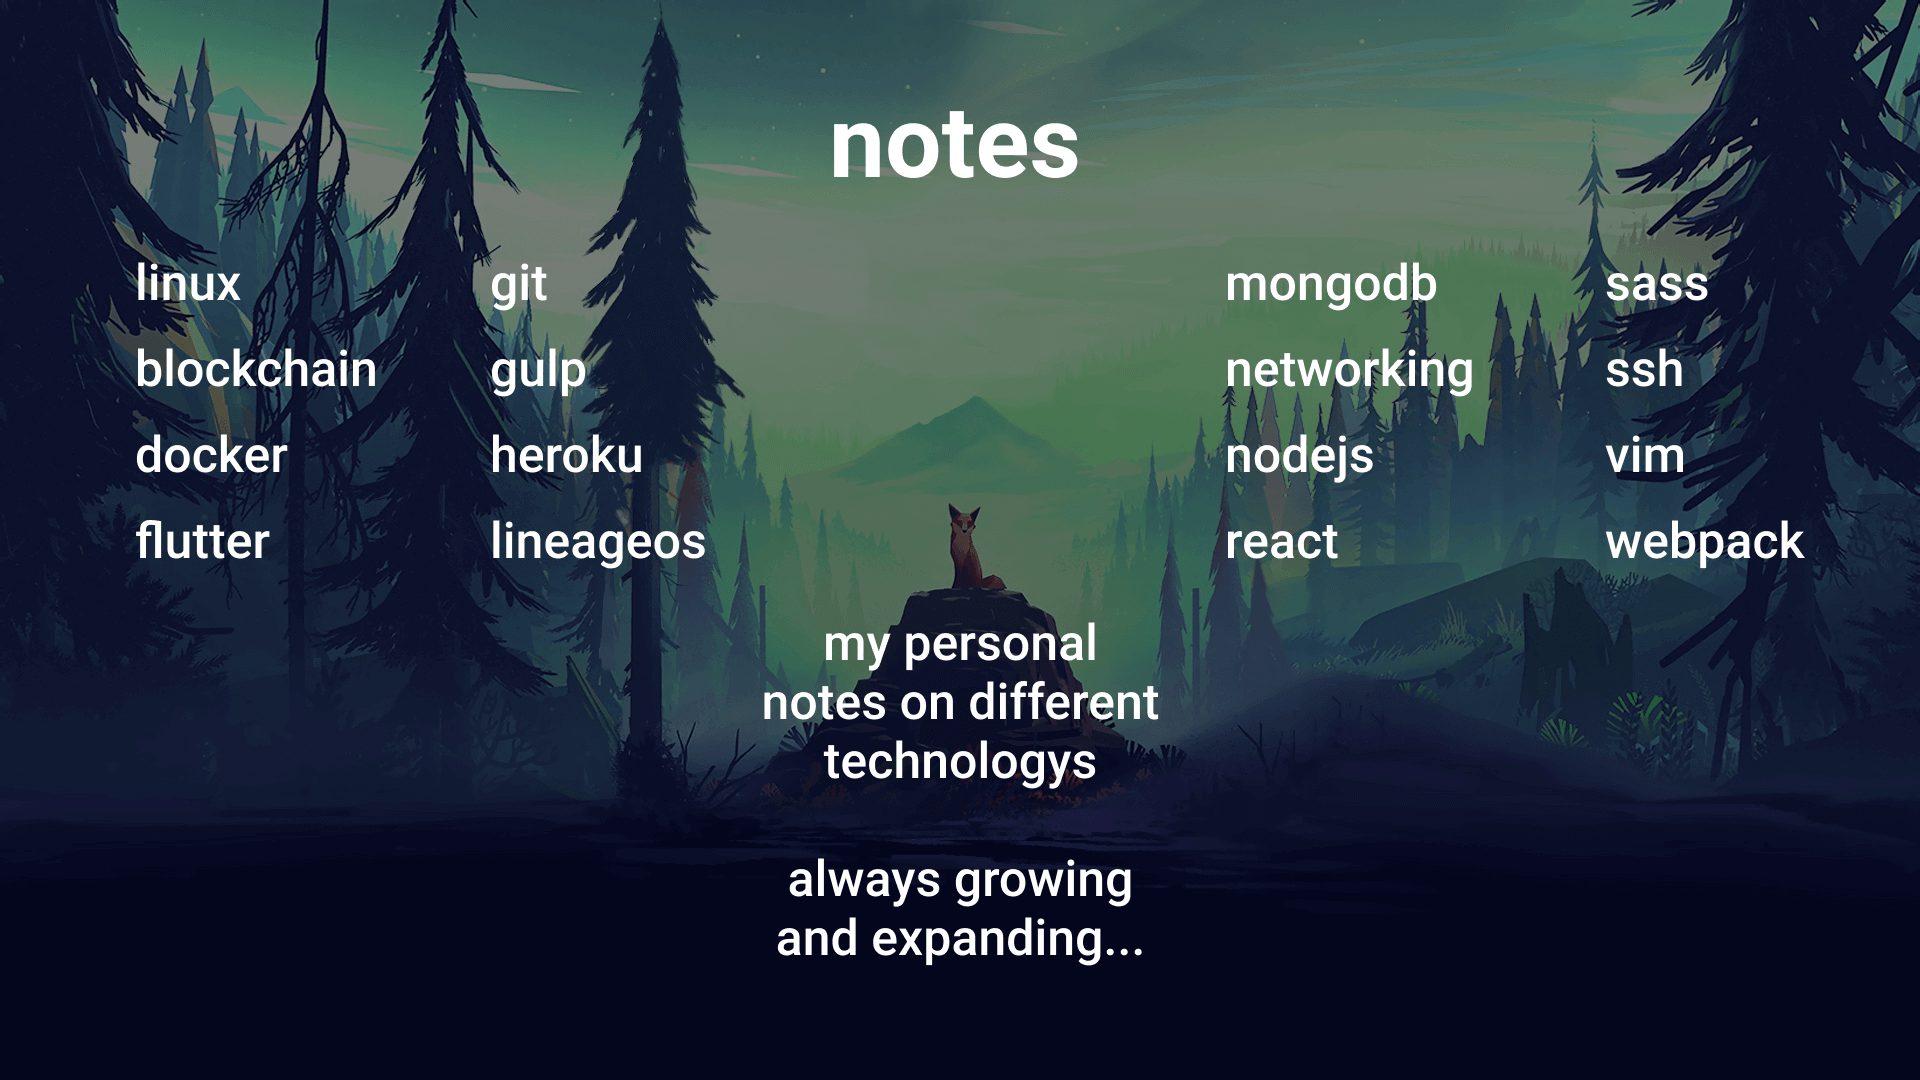 notes
linux
blockchain
docker
flutter
git
gulp
heroku
lineageos
mongodb
networking
nodejs
react
sass
ssh
vim
webpack
my personal
notes on different
technologys
always growing
and expanding...